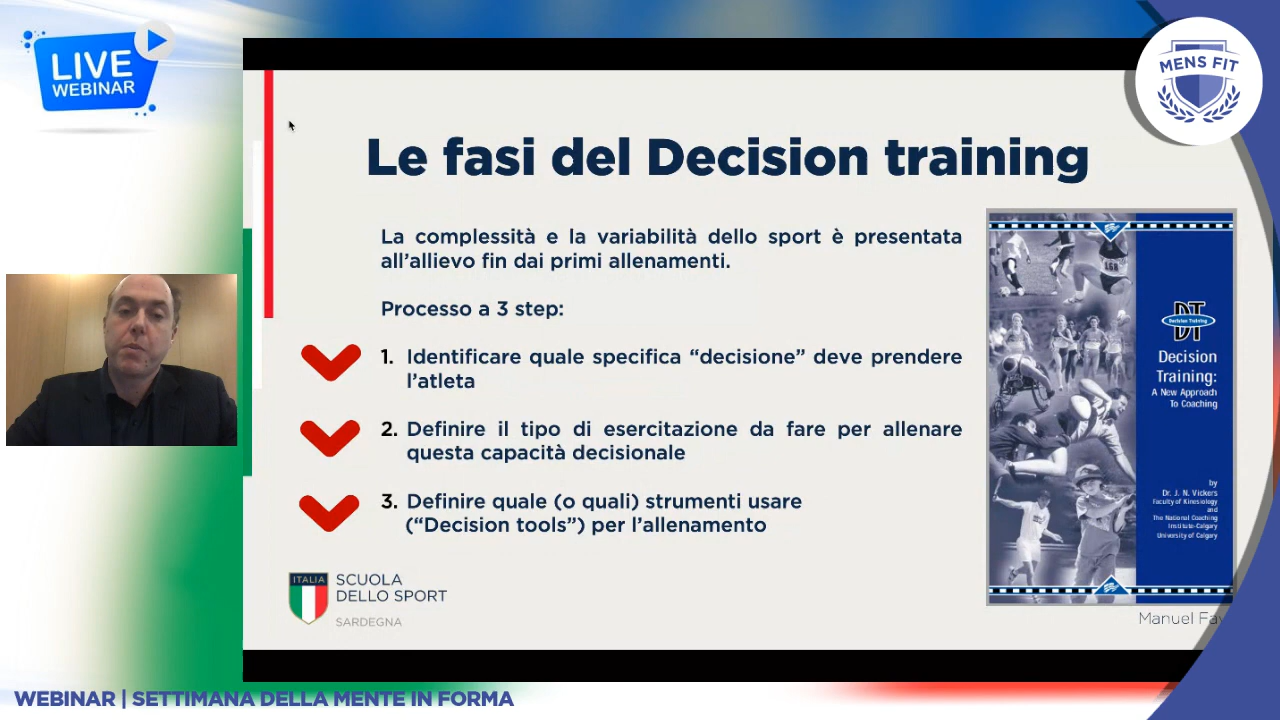 LIVE
WEBINAR
MENS FIT
Le fasi del Decision training
La complessità e la variabilità dello sport è presentata
all’allievo fin dai primi allenamenti.
Processo a 3 step:
1. Identificare quale specifica “decisione” deve prendere
l’atleta
2. Definire il tipo di esercitazione da fare per allenare
questa capacità decisionale
3. Definire quale (o quali) strumenti usare
(“Decision tools”) per l’allenamento
DT
Decision Training
Decision
Training:
A New Approach
To Coaching
by
Dr. J. N. Vickers
Faculty of Kinesiology
and
The National Coaching
Institute-Calgary
University of Calgary
ITALIA
SCUOLA
DELLO SPORT
SARDEGNA
Manuel
WEBINAR | SETTIMANA DELLA MENTE IN FORMA